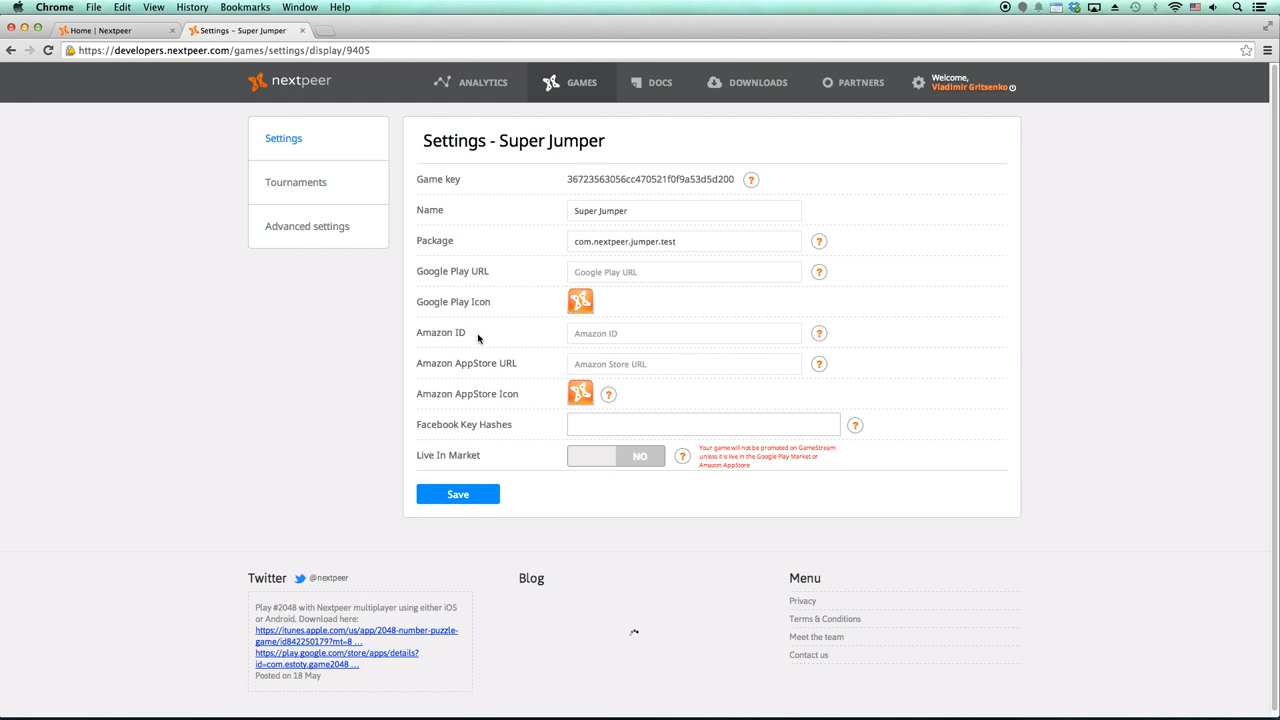 Chrome File Edit View History Bookmarks Window Help
Home | Nextpeer
Settings – Super Jumper
https://developers.nextpeer.com/games/settings/display/9405
nextpeer
ANALYTICS
GAMES
DOCS
DOWNLOADS
PARTNERS
Welcome,
Vladimir Gritsenko
Settings
Tournaments
Advanced settings
Settings - Super Jumper
Game key 36723563056cc470521f0f9a53d5d200 ?
Name Super Jumper
Package com.nextpeer.jumper.test ?
Google Play URL Google Play URL ?
Google Play Icon
Amazon ID Amazon ID ?
Amazon AppStore URL Amazon Store URL ?
Amazon AppStore Icon ?
Facebook Key Hashes ?
Live In Market NO ?
Your game will not be promoted on GameStream
unless it is live in the Google Play Market or
Amazon AppStore
Save
Twitter @nextpeer
Play #2048 with Nextpeer multiplayer using either iOS
or Android. Download here:
https://itunes.apple.com/us/app/2048-number-puzzle-
game/id842250179?mt=8 ...
https://play.google.com/store/apps/details?
id=com.estoty.game2048 ...
Posted on 18 May
Blog
Menu
Privacy
Terms & Conditions
Meet the team
Contact us